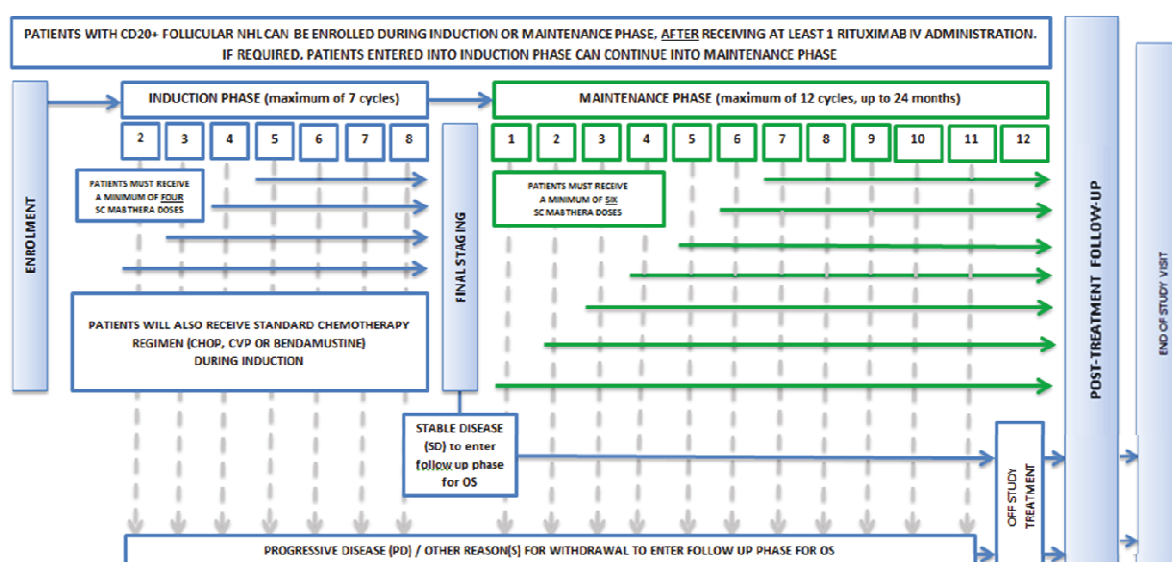 PATIENTS WITH CD20+ FOLLICULAR NHL CAN BE ENROLLED DURING INDUCTION OR MAINTENANCE PHASE, AFTER RECEIVING AT LEAST 1 RITUXIMAB IV ADMINISTRATION.
IF REQUIRED, PATIENTS ENTERED INTO INDUCTION PHASE CAN CONTINUE INTO MAINTENANCE PHASE
ENROLMENT
INDUCTION PHASE (maximum of 7 cycles)
2 3 4 5 6 7 8
PATIENTS MUST RECEIVE
A MINIMUM OF FOUR
SC MABTHERA DOSES
PATIENTS WILL ALSO RECEIVE STANDARD CHEMOTHERAPY
REGIMEN (CHOP, CVP OR BENDAMUSTINE)
DURING INDUCTION
FINAL STAGING
MAINTENANCE PHASE (maximum of 12 cycles, up to 24 months)
1 2 3 4 5 6 7 8 9 10 11 12
PATIENTS MUST RECEIVE
A MINIMUM OF SIX
SC MABTHERA DOSES
STABLE DISEASE
(SD) to enter
follow up phase
for OS
OFF STUDY
TREATMENT
PROGRESSIVE DISEASE (PD) / OTHER REASON(S) FOR WITHDRAWAL TO ENTER FOLLOW UP PHASE FOR OS
POST-TREATMENT FOLLOW-UP
END OF STUDY VISIT